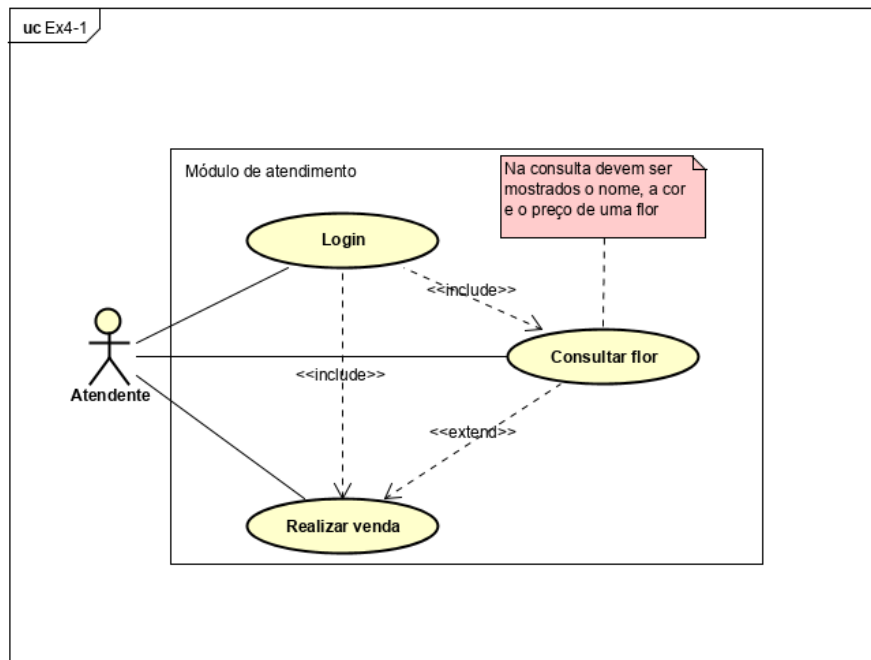 uc Ex4-1
Módulo de atendimento
Na consulta devem ser
mostrados o nome, a cor
e o preço de uma flor
Login
<<include>>
Consultar flor
Atendente
<<include>>
<<extend>>
Realizar venda